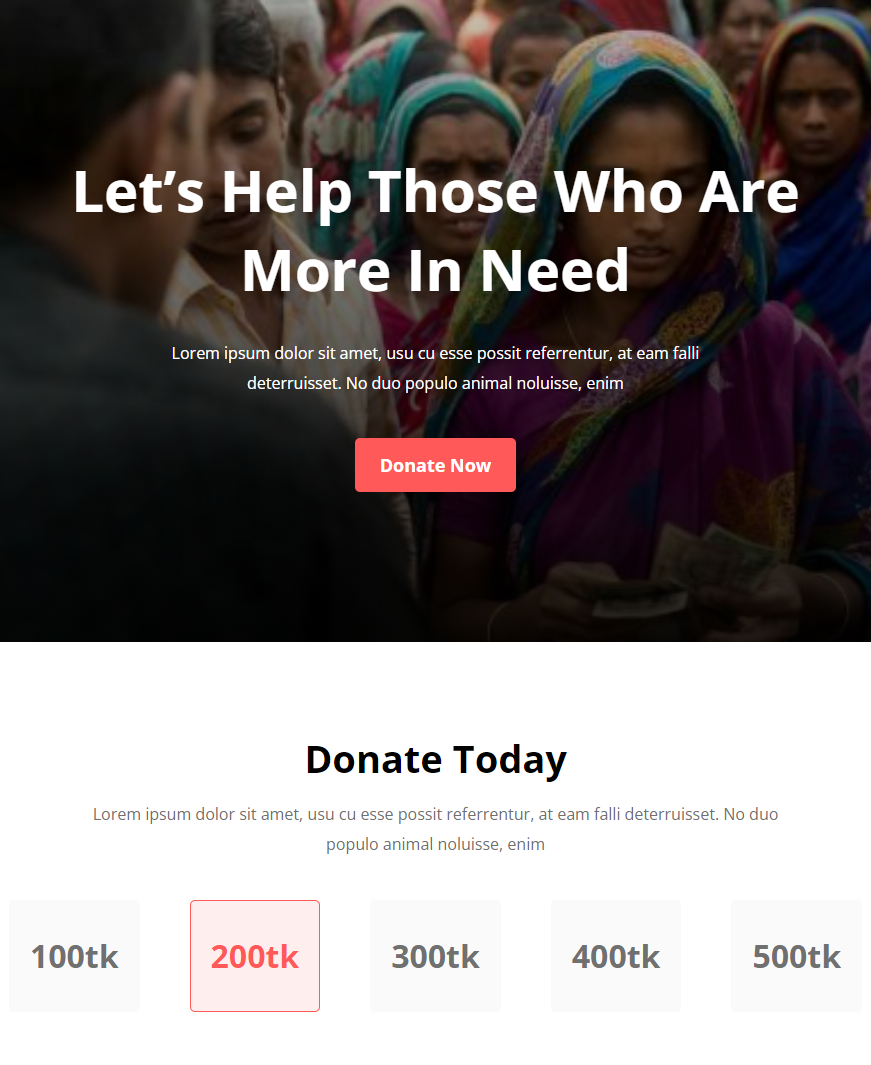 Let’s Help Those Who Are
More In Need
Lorem ipsum dolor sit amet, usu cu esse possit referrentur, at eam falli
deterruisset. No duo populo animal noluisse, enim
Donate Now
Donate Today
Lorem ipsum dolor sit amet, usu cu esse possit referrentur, at eam falli deterruisset. No duo
populo animal noluisse, enim
100tk 200tk 300tk 400tk 500tk